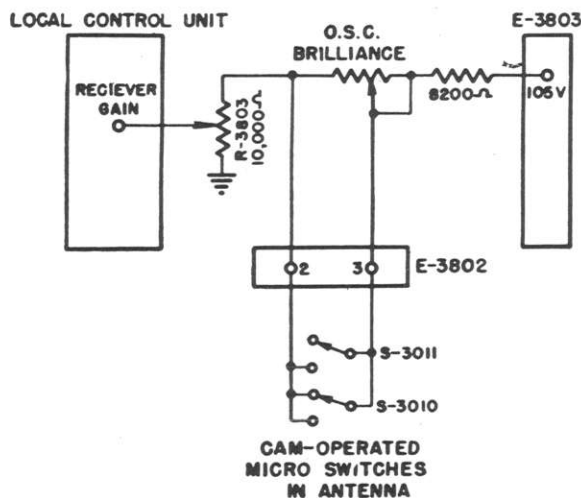 LOCAL CONTROL UNIT
O.S.C.
BRILLIANCE
E-3803
RECIEVER
GAIN
R-3803
10,000Ω
8200Ω
105V
2
3
E-3802
S-3011
S-3010
CAM-OPERATED
MICRO SWITCHES
IN ANTENNA